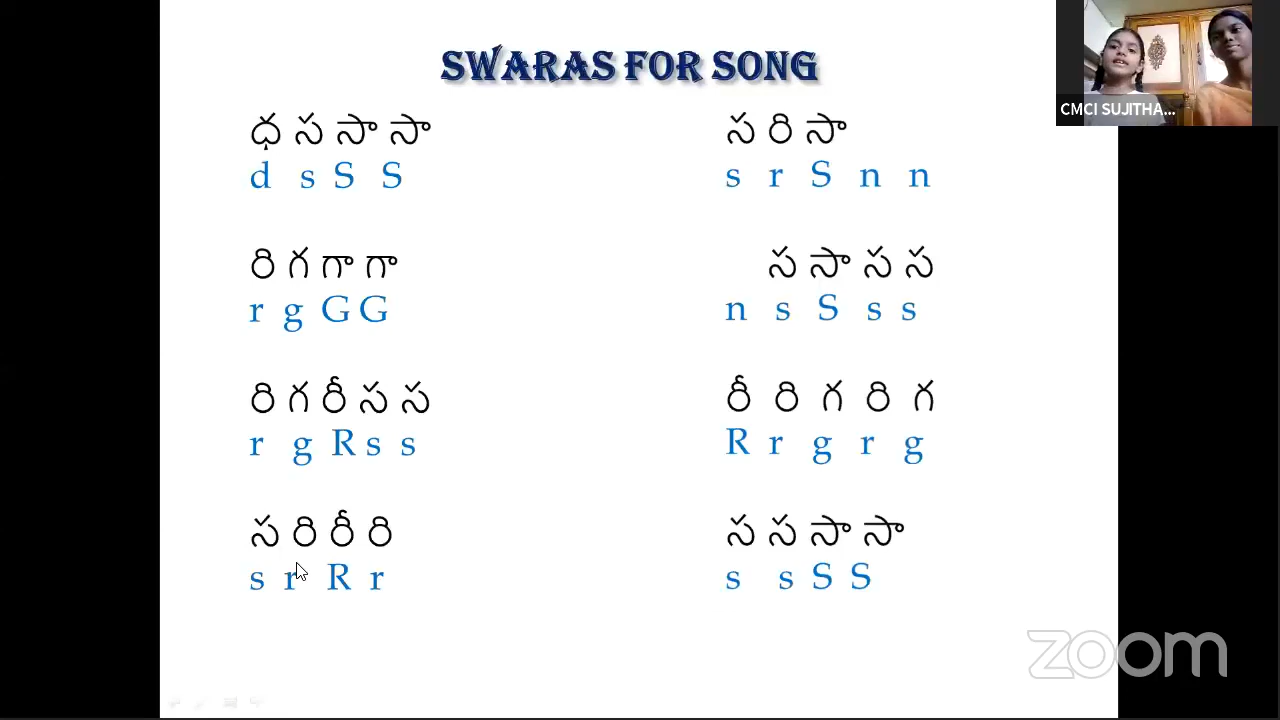 SWARAS FOR SONG
CMCI SUJITHA...
ధ స సా సా
d s S S
రి గ గా గా
r g G G
రి గ రీ స స
r g R s s
స రి రీ రి
s r R r
స రి సా
s r S n n
స సా స స
n s S s s
రీ రి గ రి గ
R r g r g
స స సా సా
s s S S
zoom